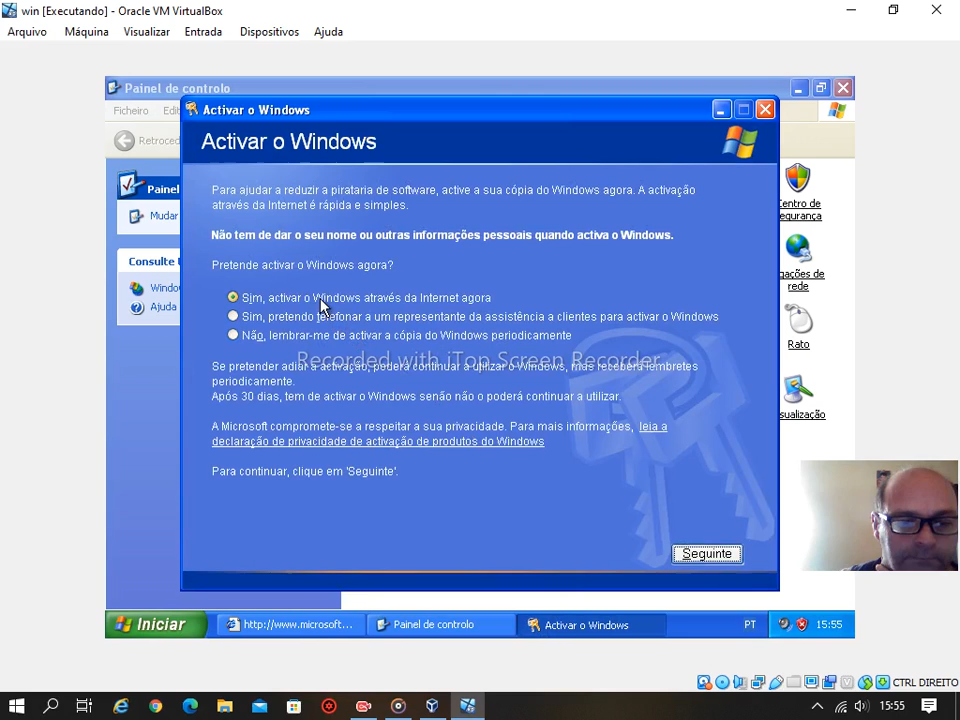 win [Executando] - Oracle VM VirtualBox
Arquivo Máquina Visualizar Entrada Dispositivos Ajuda
Painel de controlo
Ficheiro Edit
Retroced
Painel
Mudar
Consulte
Windo
Ajuda
Activar o Windows
Activar o Windows
Para ajudar a reduzir a pirataria de software, active a sua cópia do Windows agora. A activação
através da Internet é rápida e simples.
Não tem de dar o seu nome ou outras informações pessoais quando activa o Windows.
Pretende activar o Windows agora?
Sim, activar o Windows através da Internet agora
Sim, pretendo telefonar a um representante da assistência a clientes para activar o Windows
Não, lembrar-me de activar a cópia do Windows periodicamente
Recorded with iTop Screen Recorder
Se pretender adiar a activação, poderá continuar a utilizar o Windows, mas receberá lembretes
periodicamente.
Após 30 dias, tem de activar o Windows senão não o poderá continuar a utilizar.
A Microsoft compromete-se a respeitar a sua privacidade. Para mais informações, leia a
declaração de privacidade de activação de produtos do Windows
Para continuar, clique em 'Seguinte'.
Seguinte
Centro de
segurança
gações de
rede
Rato
sualização
Iniciar http://www.microsoft... Painel de controlo Activar o Windows PT 15:55
CTRL DIREITO
15:55